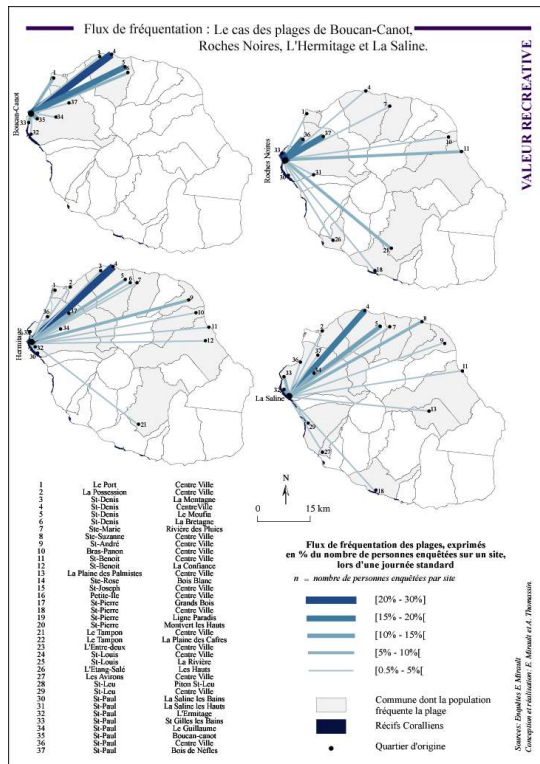 Flux de fréquentation : Le cas des plages de Boucan-Canot,
Roches Noires, L'Hermitage et La Saline.
VALEUR RECREATIVE
Boucan-Canot
Roches Noires
Hermitage
La Saline
N
0 15 km
1 Le Port Centre Ville
2 La Possession Centre Ville
3 St-Denis La Montagne
4 St-Denis CentreVille
5 St-Denis Le Moufia
6 St-Denis La Bretagne
7 Ste-Marie Rivière des Pluies
8 Ste-Suzanne Centre Ville
9 St-André Centre Ville
10 Bras-Panon Centre Ville
11 St-Benoit Centre Ville
12 St-Benoit La Confiance
13 La Plaine des Palmistes Centre Ville
14 Ste-Rose Bois Blanc
15 St-Joseph Centre Ville
16 Petite-Ile Centre Ville
17 St-Pierre Grands Bois
18 St-Pierre Centre Ville
19 St-Pierre Ligne Paradis
20 St-Pierre Montvert les Hauts
21 Le Tampon Centre Ville
22 Le Tampon La Plaine des Cafres
23 L'Entre-deux Centre Ville
24 St-Louis Centre Ville
25 St-Louis La Rivière
26 L'Etang-Salé Les Hauts
27 Les Avirons Centre Ville
28 St-Leu Piton St-Leu
29 St-Leu Centre Ville
30 St-Paul La Saline les Bains
31 St-Paul La Saline les Hauts
32 St-Paul L'Ermitage
33 St-Paul St Gilles les Bains
34 St-Paul Le Guillaume
35 St-Paul Boucan-canot
36 St-Paul Centre Ville
37 St-Paul Bois de Nèfles
Flux de fréquentation des plages, exprimés
en % du nombre de personnes enquêtées sur un site,
lors d'une journée standard
n = nombre de personnes enquêtées par site
[20% - 30%]
[15% - 20%[
[10% - 15%[
[5% - 10%[
[0.5% - 5%[
Commune dont la population
fréquente la plage
Récifs Coralliens
Quartier d'origine
Sources: Enquêtes E. Mirault
Conception et réalisation: E. Mirault et A. Thomassin.